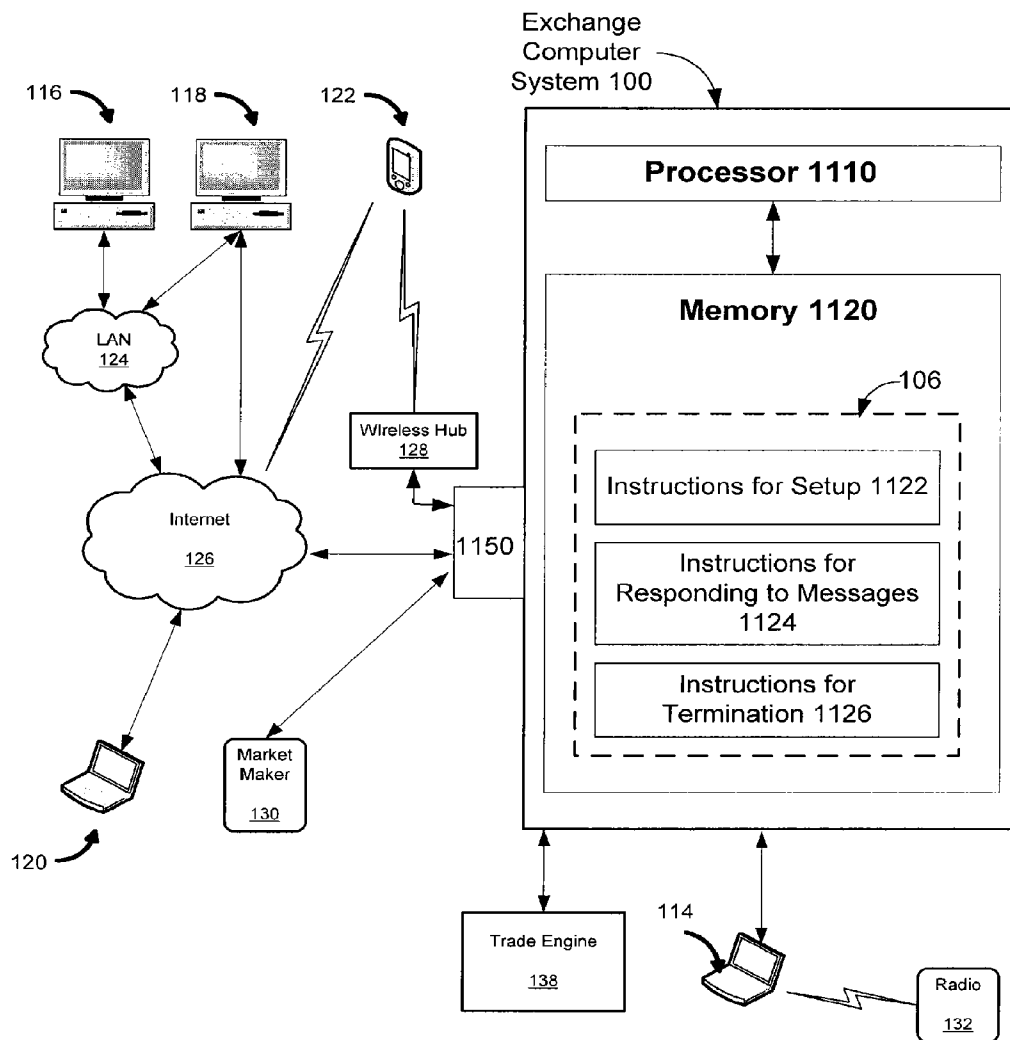 Exchange
Computer
System 100
116
118
122
Processor 1110
Memory 1120
LAN
124
106
Wireless Hub
128
Instructions for Setup 1122
Internet
126
1150
Instructions for
Responding to Messages
1124
Instructions for
Termination 1126
Market
Maker
130
120
114
Trade Engine
138
Radio
132